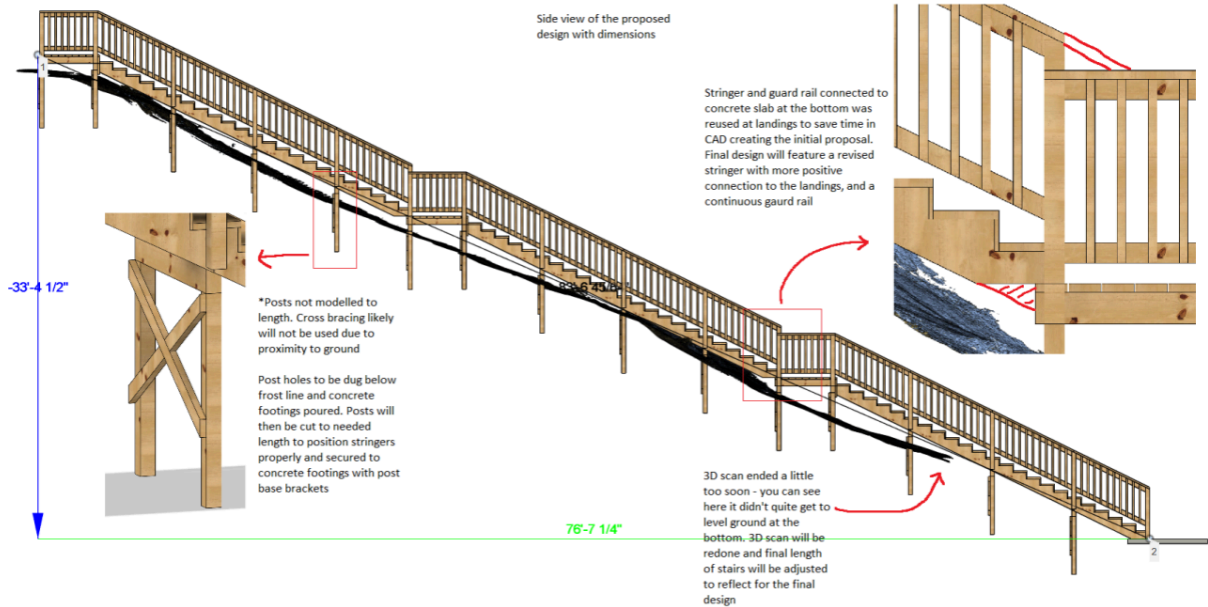 Side view of the proposed
design with dimensions
1
Stringer and guard rail connected to
concrete slab at the bottom was
reused at landings to save time in
CAD creating the initial proposal.
Final design will feature a revised
stringer with more positive
connection to the landings, and a
continuous gaurd rail
-33'-4 1/2"
*Posts not modelled to
length. Cross bracing likely
will not be used due to
proximity to ground
Post holes to be dug below
frost line and concrete
footings poured. Posts will
then be cut to needed
length to position stringers
properly and secured to
concrete footings with post
base brackets
3D scan ended a little
too soon - you can see
here it didn't quite get to
level ground at the
bottom. 3D scan will be
redone and final length
of stairs will be adjusted
to reflect for the final
design
76'-7 1/4"
2